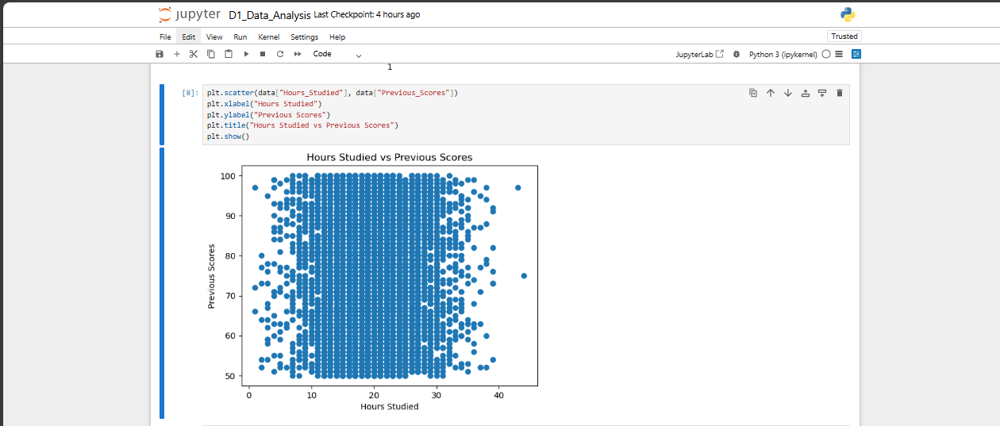 jupyter D1_Data_Analysis Last Checkpoint: 4 hours ago
File Edit View Run Kernel Settings Help Trusted
Code JupyterLab Python 3 (ipykernel)
1
[8]: plt.scatter(data["Hours_Studied"], data["Previous_Scores"])
plt.xlabel("Hours Studied")
plt.ylabel("Previous Scores")
plt.title("Hours Studied vs Previous Scores")
plt.show()
Hours Studied vs Previous Scores
100
90
80
70
60
50
Previous Scores
0 10 20 30 40
Hours Studied